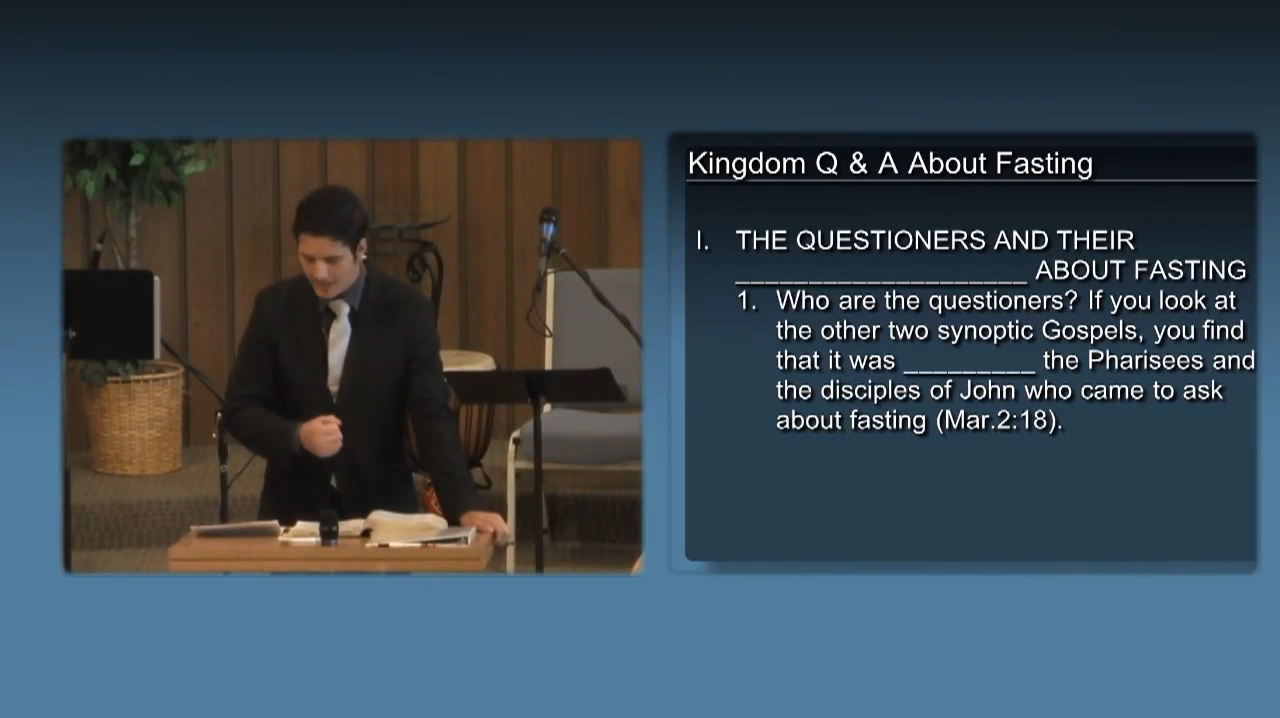 Kingdom Q & A About Fasting
I. THE QUESTIONERS AND THEIR
____________________ ABOUT FASTING
1. Who are the questioners? If you look at
the other two synoptic Gospels, you find
that it was _________ the Pharisees and
the disciples of John who came to ask
about fasting (Mar.2:18).